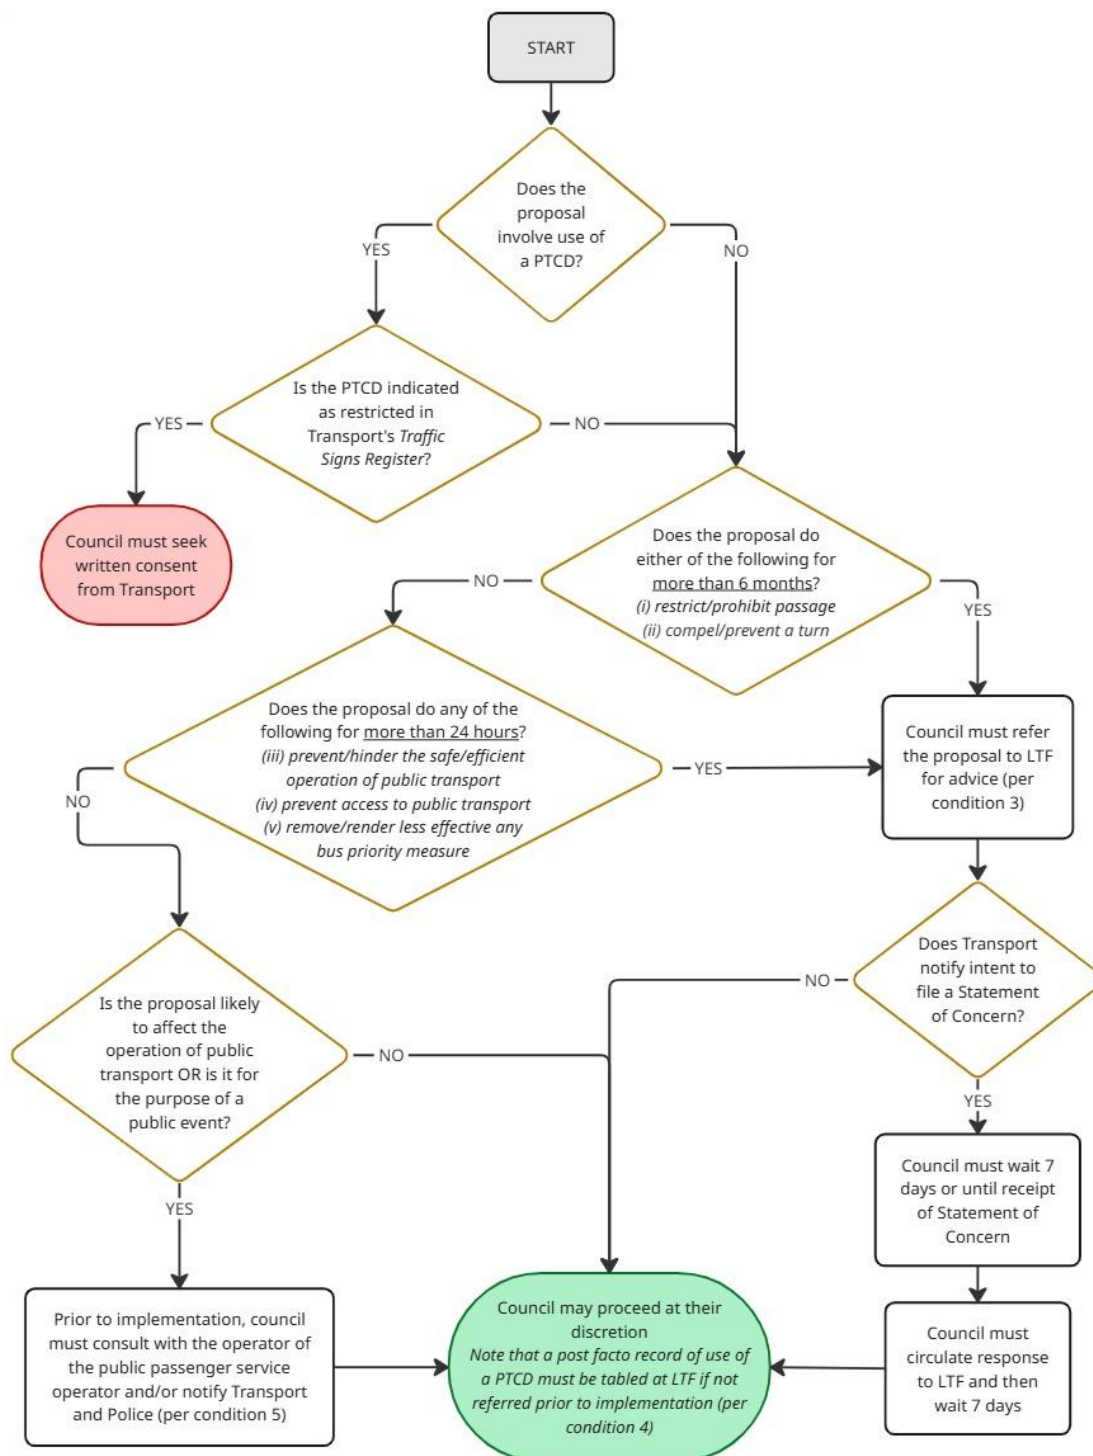 START
Does the
proposal
involve use of
a PTCD?
YES
NO
Is the PTCD indicated
as restricted in
Transport's Traffic
Signs Register?
YES
NO
Council must seek
written consent
from Transport
Does the proposal do
either of the following for
more than 6 months?
(i) restrict/prohibit passage
(ii) compel/prevent a turn
NO
YES
Does the proposal do any of the
following for more than 24 hours?
(iii) prevent/hinder the safe/efficient
operation of public transport
(iv) prevent access to public transport
(v) remove/render less effective any
bus priority measure
YES
NO
Council must refer
the proposal to LTF
for advice (per
condition 3)
Does Transport
notify intent to
file a Statement
of Concern?
NO
YES
Is the proposal likely
to affect the
operation of public
transport OR is it for
the purpose of a
public event?
NO
YES
Council must wait 7
days or until receipt
of Statement of
Concern
Prior to implementation, council
must consult with the operator of
the public passenger service
operator and/or notify Transport
and Police (per condition 5)
Council may proceed at their
discretion
Note that a post facto record of use of
a PTCD must be tabled at LTF if not
referred prior to implementation (per
condition 4)
Council must
circulate response
to LTF and then
wait 7 days